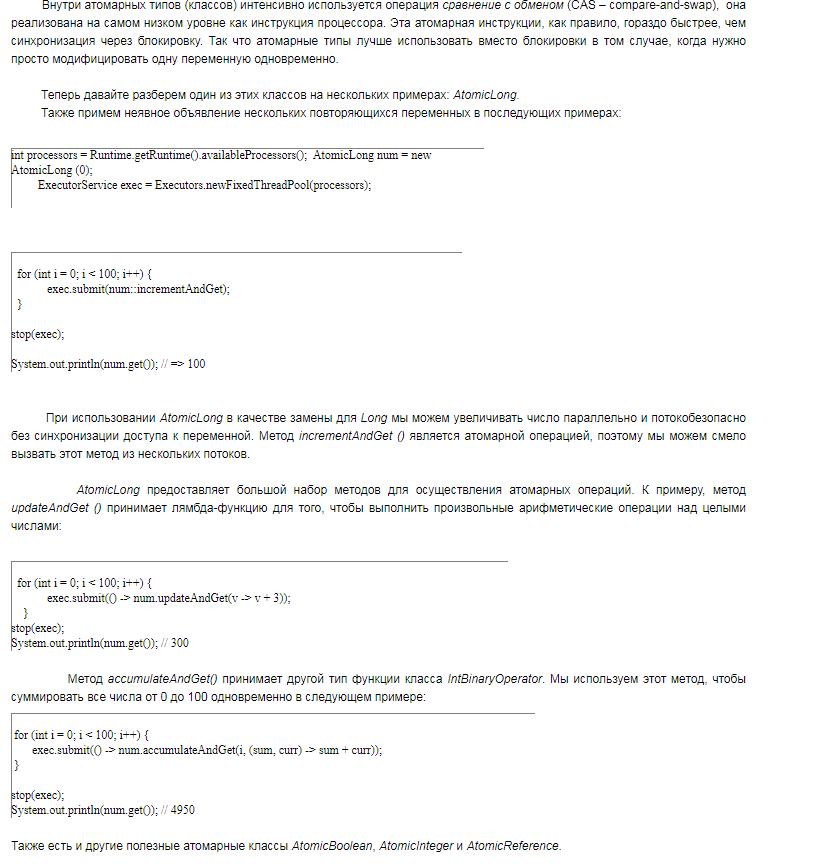 Внутри атомарных типов (классов) интенсивно используется операция сравнение с обменом (CAS – compare-and-swap), она
реализована на самом низком уровне как инструкция процессора. Эта атомарная инструкции, как правило, гораздо быстрее, чем
синхронизация через блокировку. Так что атомарные типы лучше использовать вместо блокировки в том случае, когда нужно
просто модифицировать одну переменную одновременно.
Теперь давайте разберем один из этих классов на нескольких примерах: AtomicLong.
Также примем неявное объявление нескольких повторяющихся переменных в последующих примерах:
int processors = Runtime.getRuntime().availableProcessors(); AtomicLong num = new
AtomicLong (0);
ExecutorService exec = Executors.newFixedThreadPool(processors);
for (int i = 0; i < 100; i++) {
exec.submit(num::incrementAndGet);
}
stop(exec);
System.out.println(num.get()); // => 100
При использовании AtomicLong в качестве замены для Long мы можем увеличивать число параллельно и потокобезопасно
без синхронизации доступа к переменной. Метод incrementAndGet () является атомарной операцией, поэтому мы можем смело
вызвать этот метод из нескольких потоков.
AtomicLong предоставляет большой набор методов для осуществления атомарных операций. К примеру, метод
updateAndGet () принимает лямбда-функцию для того, чтобы выполнить произвольные арифметические операции над целыми
числами:
for (int i = 0; i < 100; i++) {
exec.submit(() -> num.updateAndGet(v -> v + 3));
}
stop(exec);
System.out.println(num.get()); // 300
Метод accumulateAndGet() принимает другой тип функции класса IntBinaryOperator. Мы используем этот метод, чтобы
суммировать все числа от 0 до 100 одновременно в следующем примере:
for (int i = 0; i < 100; i++) {
exec.submit(() -> num.accumulateAndGet(i, (sum, curr) -> sum + curr));
}
stop(exec);
System.out.println(num.get()); // 4950
Также есть и другие полезные атомарные классы AtomicBoolean, AtomicInteger и AtomicReference.